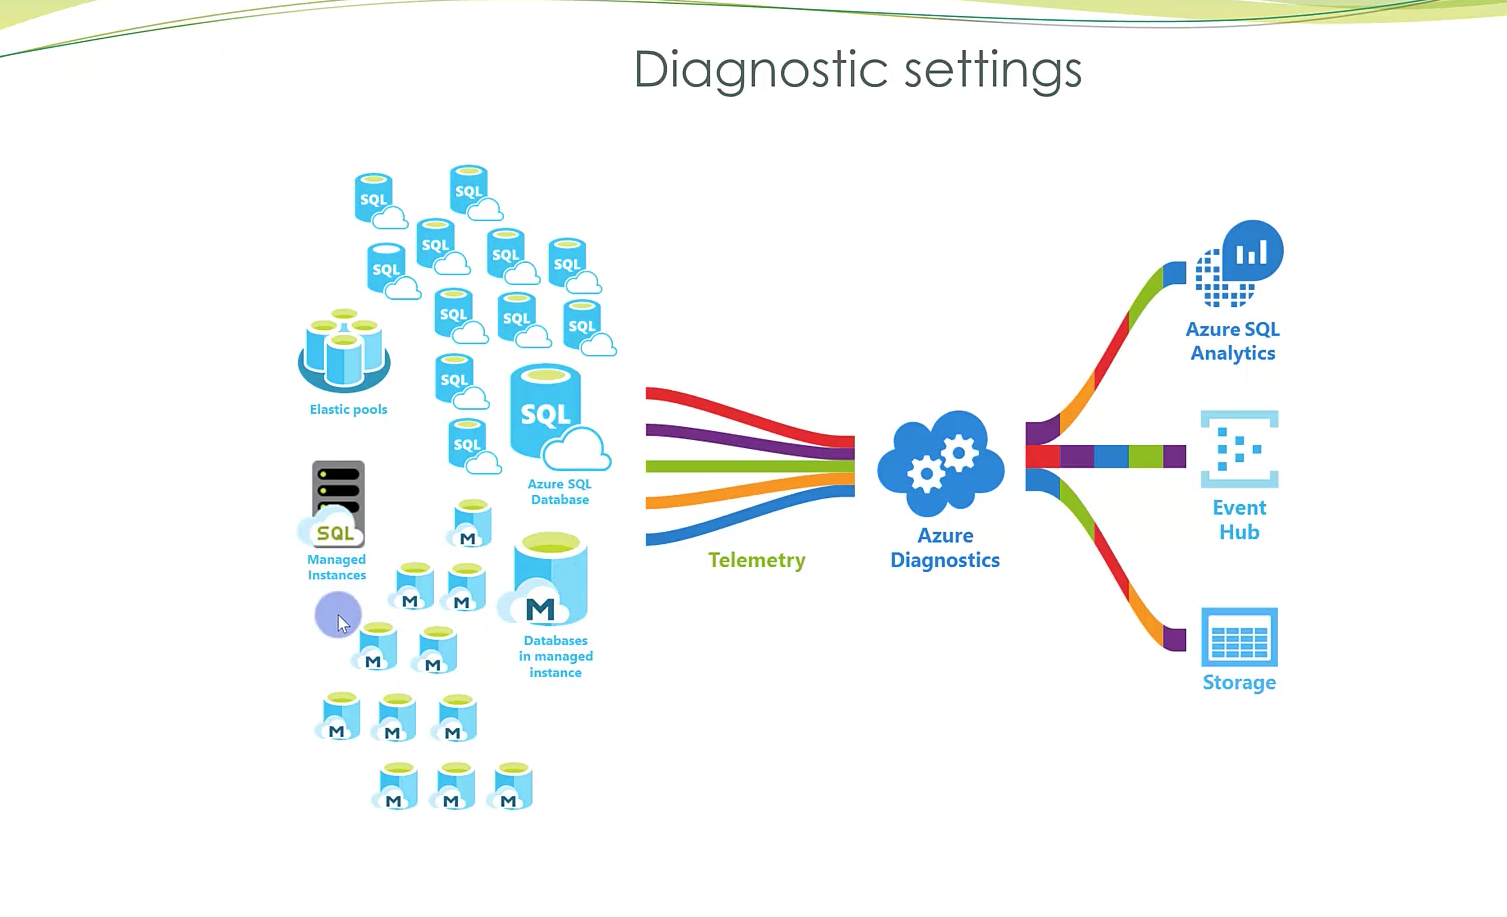 Diagnostic settings
SQL
SQL
SQL
SQL
SQL
SQL
SQL
SQL
SQL
SQL
Elastic pools
SQL
SQL
Azure SQL
Database
SQL
Managed
Instances
M
M
M
M
Databases
in managed
instance
M
M
M
M
M
M
M
M
Telemetry
Azure
Diagnostics
Azure SQL
Analytics
Event
Hub
Storage